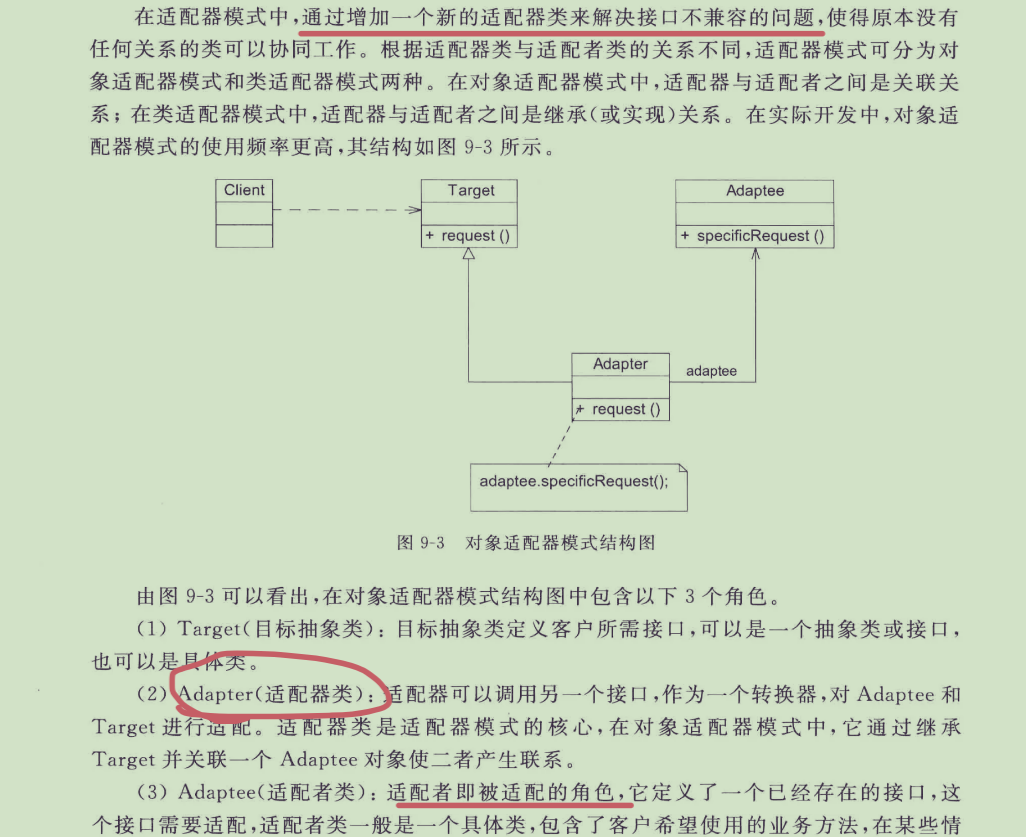 在适配器模式中,通过增加一个新的适配器类来解决接口不兼容的问题,使得原本没有
任何关系的类可以协同工作。根据适配器类与适配者类的关系不同,适配器模式可分为对
象适配器模式和类适配器模式两种。在对象适配器模式中,适配器与适配者之间是关联关
系；在类适配器模式中,适配器与适配者之间是继承(或实现)关系。在实际开发中,对象适
配器模式的使用频率更高,其结构如图 9-3 所示。
Client
Target
Adaptee
+ request ()
+ specificRequest ()
Adapter
adaptee
+ request ()
adaptee.specificRequest();
图 9-3 对象适配器模式结构图
由图 9-3 可以看出,在对象适配器模式结构图中包含以下 3 个角色。
(1) Target(目标抽象类)：目标抽象类定义客户所需接口,可以是一个抽象类或接口,
也可以是具体类。
(2) Adapter(适配器类)：适配器可以调用另一个接口,作为一个转换器,对 Adaptee 和
Target 进行适配。适配器类是适配器模式的核心,在对象适配器模式中,它通过继承
Target 并关联一个 Adaptee 对象使二者产生联系。
(3) Adaptee(适配者类)：适配者即被适配的角色,它定义了一个已经存在的接口,这
个接口需要适配,适配者类一般是一个具体类,包含了客户希望使用的业务方法,在某些情